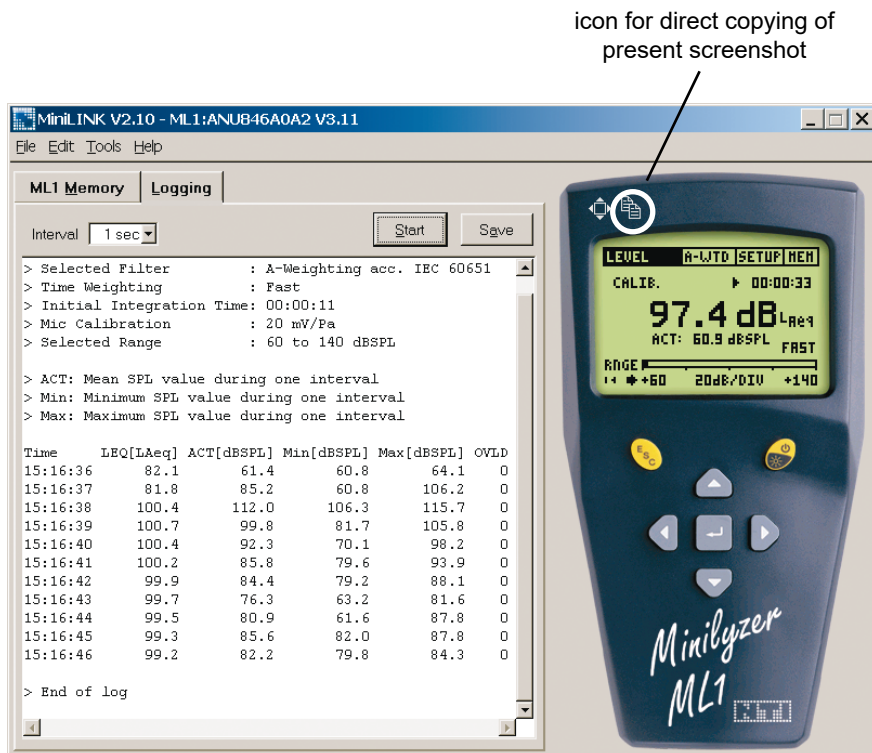 icon for direct copying of
present screenshot
MiniLINK V2.10 - ML1:ANU846A0A2 V3.11
File Edit Tools Help
ML1 Memory Logging
Interval 1 sec Start Save
> Selected Filter : A-Weighting acc. IEC 60651
> Time Weighting : Fast
> Initial Integration Time: 00:00:11
> Mic Calibration : 20 mV/Pa
> Selected Range : 60 to 140 dBSPL
> ACT: Mean SPL value during one interval
> Min: Minimum SPL value during one interval
> Max: Maximum SPL value during one interval
Time LEQ[LAeq] ACT[dBSPL] Min[dBSPL] Max[dBSPL] OVLD
15:16:36 82.1 61.4 60.8 64.1 0
15:16:37 81.8 85.2 60.8 106.2 0
15:16:38 100.4 112.0 106.3 115.7 0
15:16:39 100.7 99.8 81.7 105.8 0
15:16:40 100.4 92.3 70.1 98.2 0
15:16:41 100.2 85.8 79.6 93.9 0
15:16:42 99.9 84.4 79.2 88.1 0
15:16:43 99.7 76.3 63.2 81.6 0
15:16:44 99.5 80.9 61.6 87.8 0
15:16:45 99.3 85.6 82.0 87.8 0
15:16:46 99.2 82.2 79.8 84.3 0
> End of log
LEVEL A-WTD SETUP MEM
CALIB. 00:00:33
97.4 dB LAeq
ACT: 60.9 dBSPL FAST
RNGE
+60 20dB/DIV +140
ESC
Minilyzer
ML1 NTI